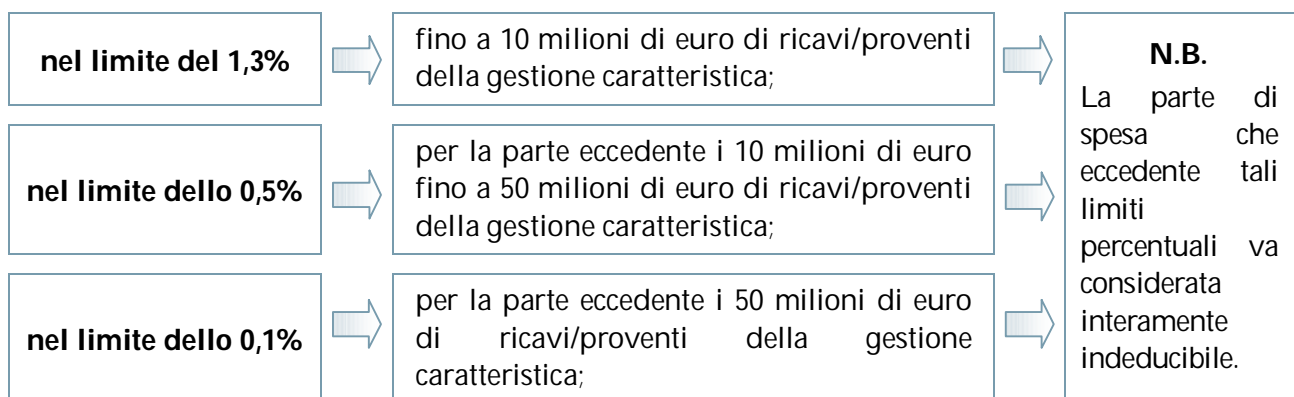 nel limite del 1,3%
fino a 10 milioni di euro di ricavi/proventi
della gestione caratteristica;
nel limite dello 0,5%
per la parte eccedente i 10 milioni di euro
fino a 50 milioni di euro di ricavi/proventi
della gestione caratteristica;
nel limite dello 0,1%
per la parte eccedente i 50 milioni di euro
di ricavi/proventi della gestione
caratteristica;
N.B.
La parte di
spesa che
eccedente tali
limiti
percentuali va
considerata
interamente
indeducibile.